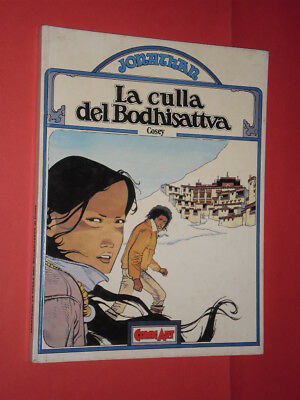 JONATHAN
La culla
del Bodhisattva
Cosey
COMIC ART